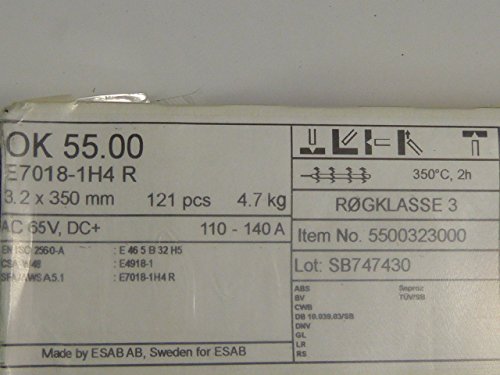 OK 55.00
E7018-1H4 R
3.2 x 350 mm 121 pcs 4.7 kg
AC 65V, DC+ 110 - 140 A
EN ISO 2560-A : E 46 5 B 32 H5
CSA W48 : E4918-1
SFA/AWS A5.1 : E7018-1H4 R
Made by ESAB AB, Sweden for ESAB
350°C, 2h
RØGKLASSE 3
Item No. 5500323000
Lot: SB747430
ABS Seproz
BV TÜV/SB
CWB
DB 10.039.03/SB
DNV
GL
LR
RS